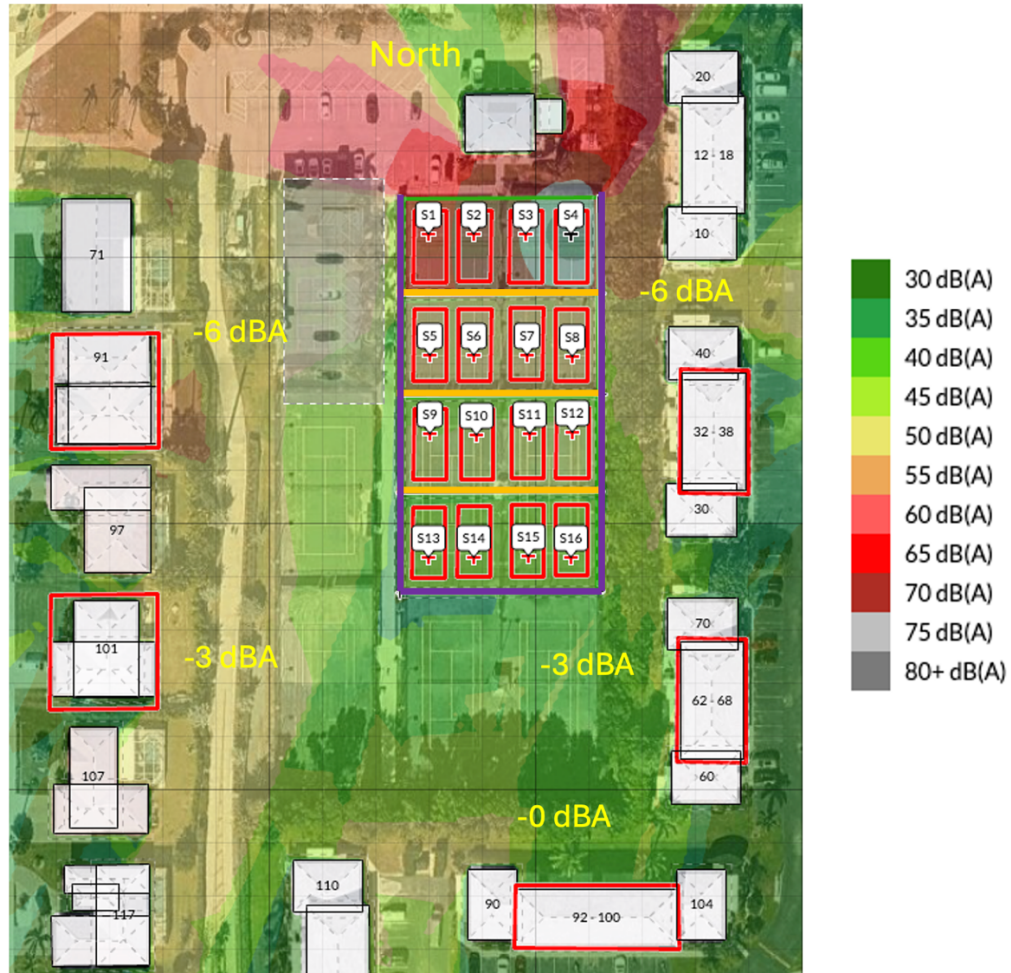 North
20
12 - 18
10
S1 S2 S3 S4
71
-6 dBA
30 dB(A)
35 dB(A)
40 dB(A)
45 dB(A)
50 dB(A)
55 dB(A)
60 dB(A)
65 dB(A)
70 dB(A)
75 dB(A)
80+ dB(A)
-6 dBA
S5 S6 S7 S8
91
40
S9 S10 S11 S12
32 - 38
97
30
S13 S14 S15 S16
70
101
-3 dBA
-3 dBA
62 - 68
107
60
-0 dBA
110
90
92 - 100
104
117